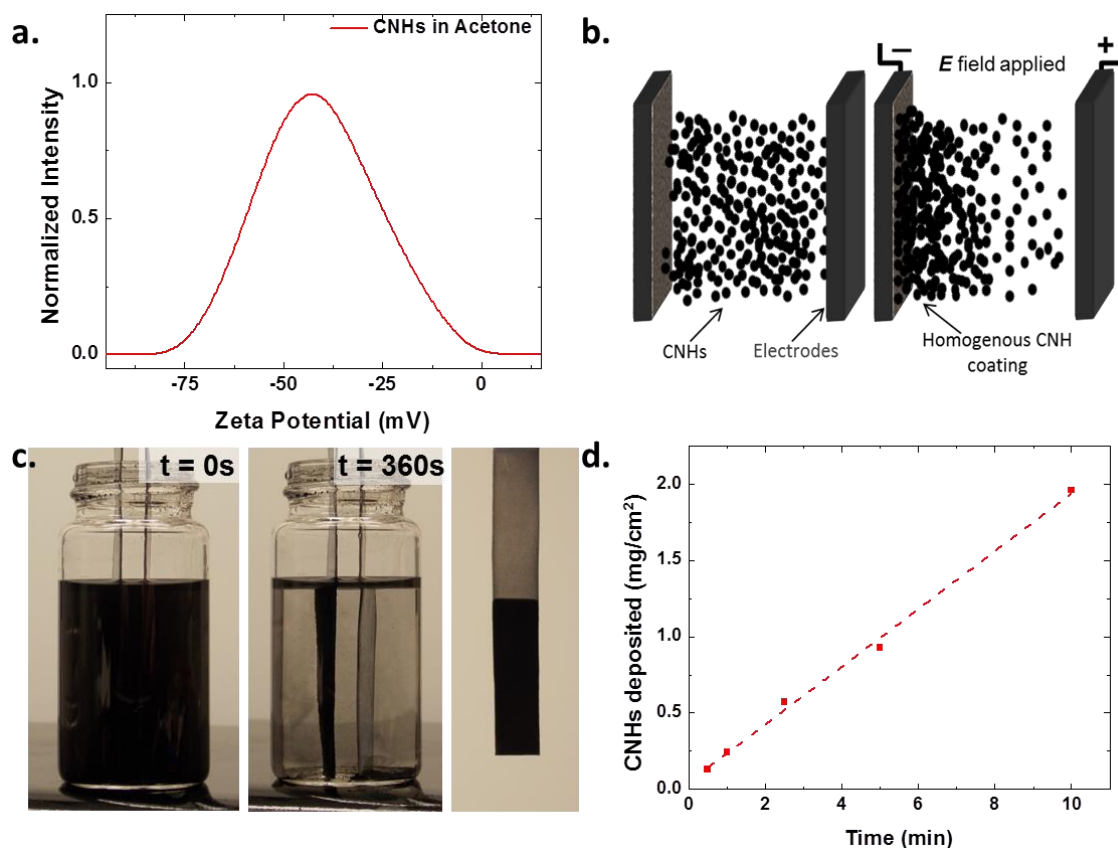 a.
CNHs in Acetone
1.0
0.5
0.0
Normalized Intensity
-75
-50
-25
0
Zeta Potential (mV)
b.
−
+
E field applied
CNHs
Electrodes
Homogenous CNH
coating
c.
t = 0s
t = 360s
d.
2.0
1.5
1.0
0.5
0.0
CNHs deposited (mg/cm²)
0
2
4
6
8
10
Time (min)